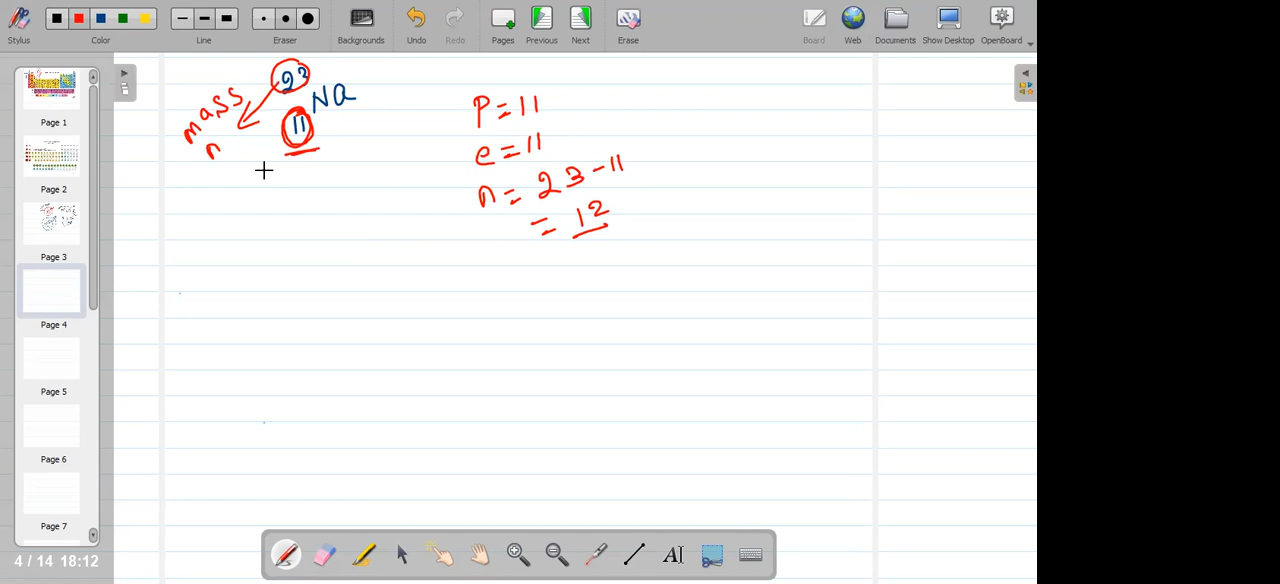 Stylus
Color
Line
Eraser
Backgrounds
Undo
Redo
Pages
Previous
Next
Erase
Board
Web
Documents
Show Desktop
OpenBoard
Page 1
Page 2
Page 3
Page 4
Page 5
Page 6
Page 7
4 / 14 18:12
23
Na
11
mass
n
P = 11
e = 11
n = 23 - 11
= 12